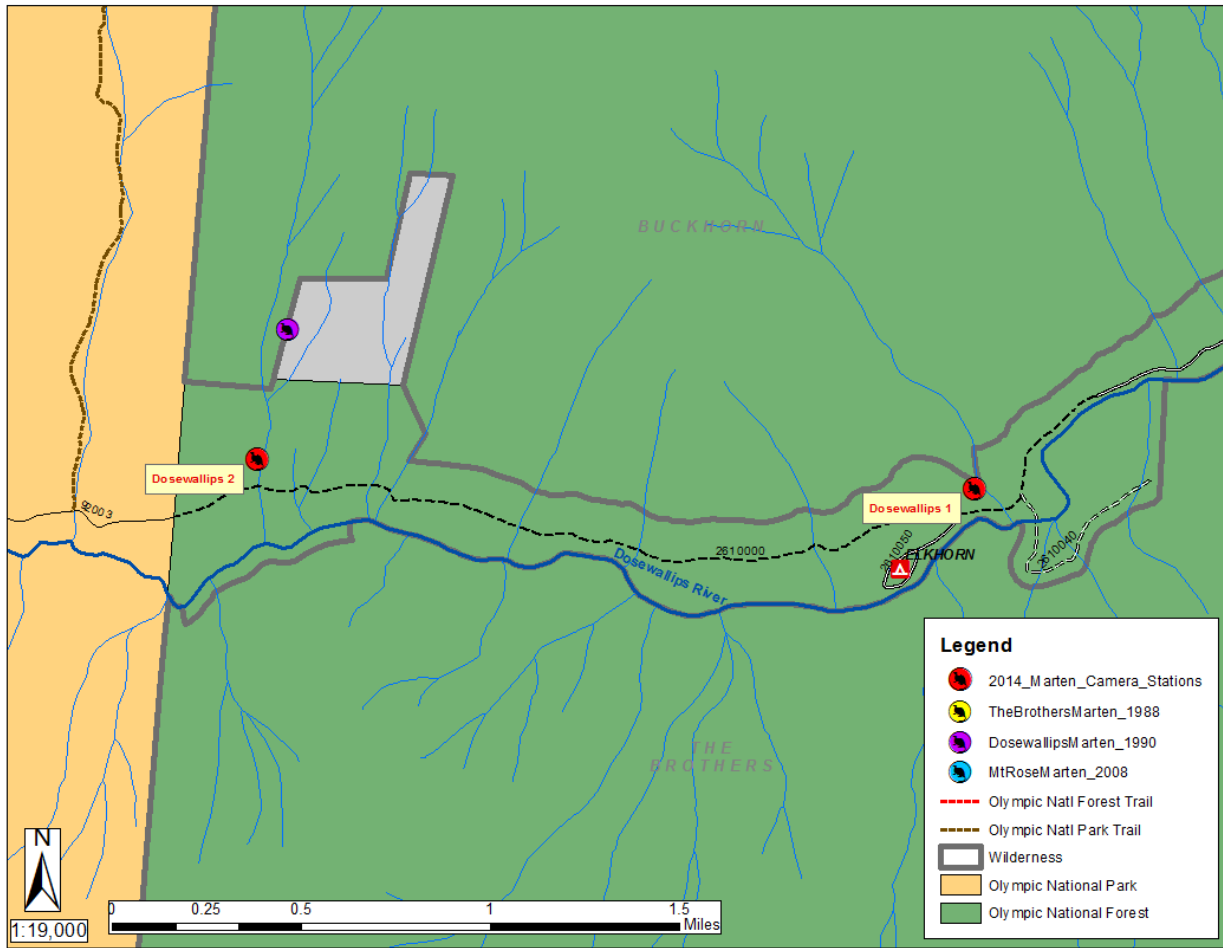 BUCKHORN
Dosewallips 2
Dosewallips 1
92003
2610000
2610050
ELKHORN
2610040
Dosewallips River
THE
BROTHERS
Legend
2014_Marten_Camera_Stations
TheBrothersMarten_1988
DosewallipsMarten_1990
MtRoseMarten_2008
Olympic Natl Forest Trail
Olympic Natl Park Trail
Wilderness
Olympic National Park
Olympic National Forest
N
1:19,000
0 0.25 0.5 1 1.5
Miles